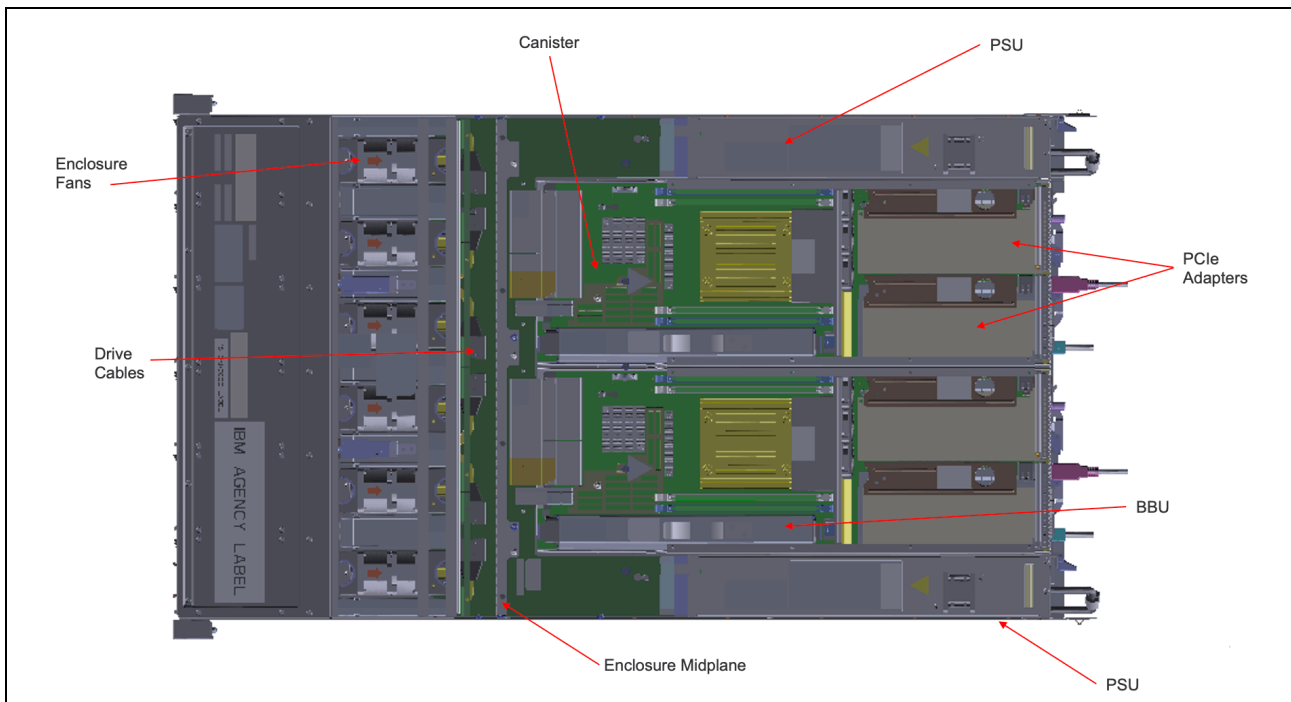 Canister
PSU
Enclosure
Fans
PCIe
Adapters
Drive
Cables
IBM AGENCY LABEL
BBU
Enclosure Midplane
PSU